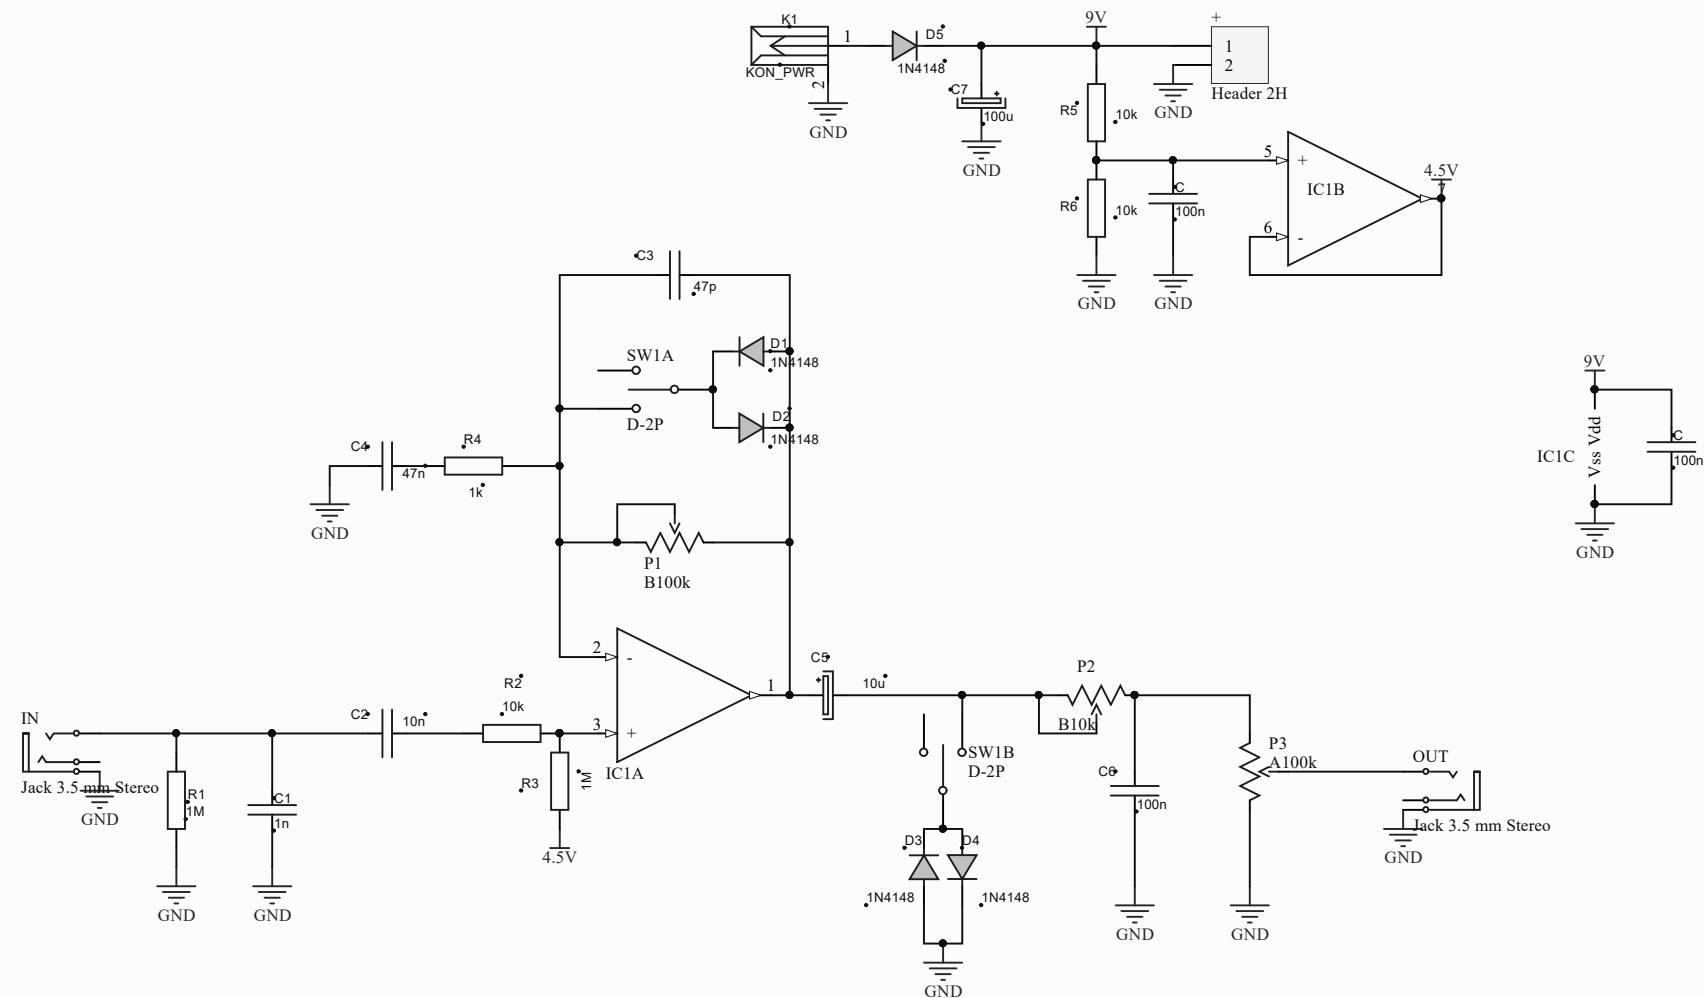 K1
1
KON_PWR
2
GND
D5
1N4148
C7
+
100u
GND
9V
R5
10k
R6
10k
GND
C
100n
GND
+
1
2
Header 2H
GND
5
+
IC1B
6
-
4.5V
7
C3
47p
SW1A
D-2P
D1
1N4148
D2
1N4148
C4
47n
R4
1k
GND
P1
B100k
9V
IC1C
Vss Vdd
C
100n
GND
IN
Jack 3.5 mm Stereo
GND
R1
1M
GND
C1
1n
GND
C2
10n
R2
10k
R3
1M
4.5V
2
-
3
+
IC1A
1
C5
+
10u
SW1B
D-2P
D3
1N4148
D4
1N4148
GND
P2
B10k
C6
100n
GND
P3
A100k
GND
OUT
Jack 3.5 mm Stereo
GND